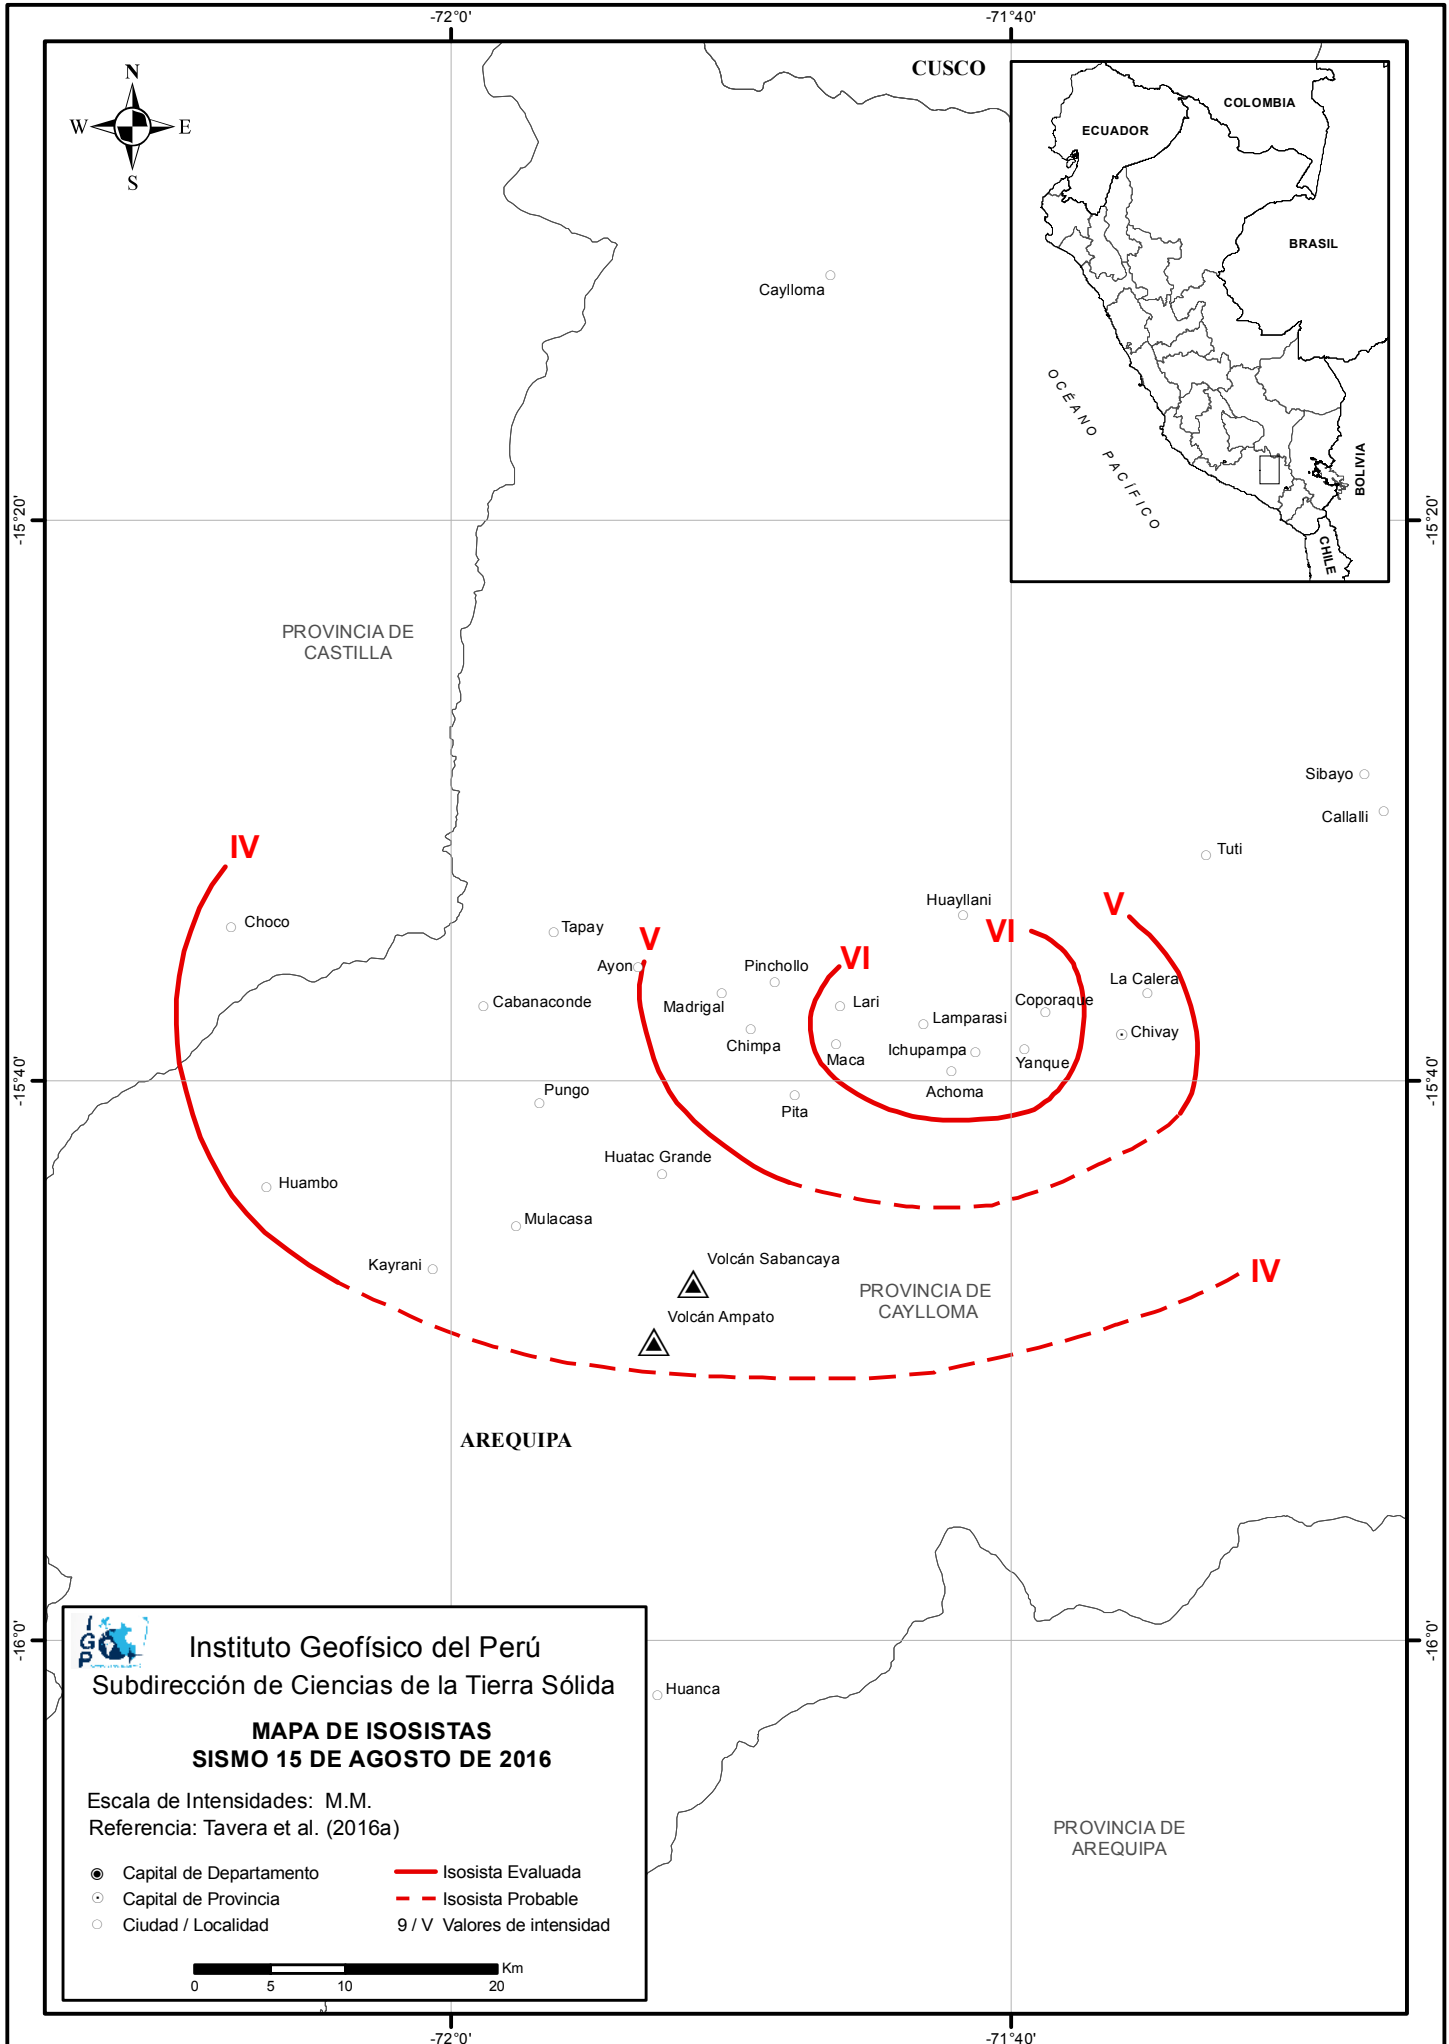 -72°0'
-71°40'
CUSCO
N
W
E
S
COLOMBIA
ECUADOR
BRASIL
OCÉANO PACÍFICO
BOLIVIA
CHILE
Caylloma
-15°20'
-15°20'
PROVINCIA DE
CASTILLA
Sibayo
Callalli
Tuti
IV
Choco
Huayllani
V
VI
Tapay
V
VI
Ayon
Pinchollo
La Calera
Cabanaconde
Madrigal
Lari
Coporaque
Lamparasi
Chivay
Chimpa
Maca
Ichupampa
Yanque
-15°40'
-15°40'
Achoma
Pungo
Pita
Huatac Grande
Huambo
Mulacasa
Kayrani
Volcán Sabancaya
IV
PROVINCIA DE
CAYLLOMA
Volcán Ampato
AREQUIPA
-16°0'
-16°0'
IGP
Instituto Geofísico del Perú
Subdirección de Ciencias de la Tierra Sólida
Huanca
MAPA DE ISOSISTAS
SISMO 15 DE AGOSTO DE 2016
Escala de Intensidades: M.M.
Referencia: Tavera et al. (2016a)
PROVINCIA DE
AREQUIPA
Capital de Departamento
Isosista Evaluada
Capital de Provincia
Isosista Probable
Ciudad / Localidad
9 / V Valores de intensidad
Km
0 5 10 20
-72°0'
-71°40'